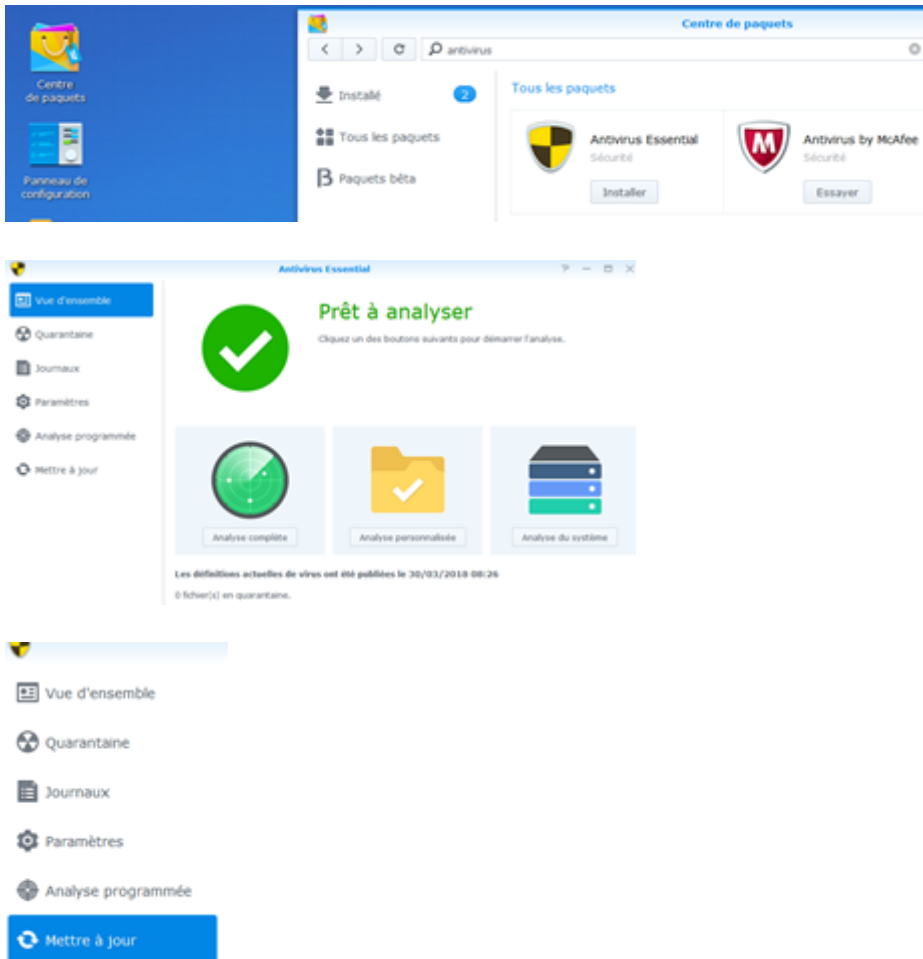 Centre
de paquets
Panneau de
configuration
Centre de paquets
antivirus
Installé 2
Tous les paquets
Paquets bêta
Tous les paquets
Antivirus Essential
Sécurité
Installer
Antivirus by McAfee
Sécurité
Essayer
Antivirus Essential
Vue d'ensemble
Quarantaine
Journaux
Paramètres
Analyse programmée
Mettre à jour
Prêt à analyser
Cliquez un des boutons suivants pour démarrer l'analyse.
Analyse complète
Analyse personnalisée
Analyse du système
Les définitions actuelles de virus ont été publiées le 30/03/2018 08:26
0 fichier(s) en quarantaine.
Vue d'ensemble
Quarantaine
Journaux
Paramètres
Analyse programmée
Mettre à jour